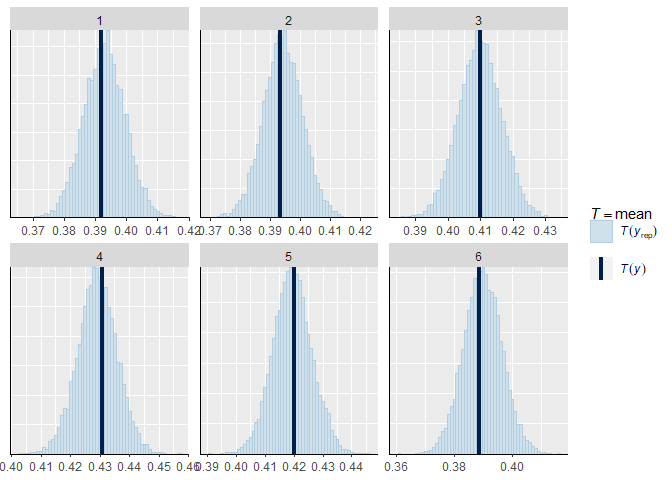 1 2 3
0.37 0.38 0.39 0.40 0.41 0.42
0.37 0.38 0.39 0.40 0.41 0.42
0.39 0.40 0.41 0.42 0.43
4 5 6
0.40 0.41 0.42 0.43 0.44 0.45 0.46
0.39 0.40 0.41 0.42 0.43 0.44
0.36 0.38 0.40
T = mean
T(yrep)
T(y)